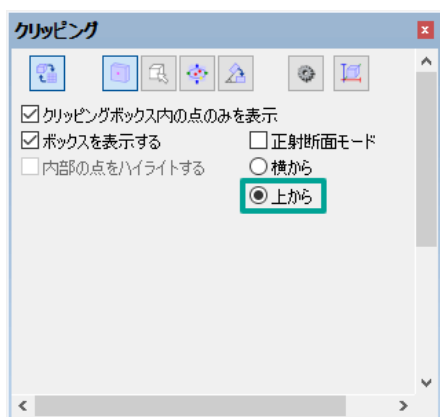 クリッピング
クリッピングボックス内の点のみを表示
ボックスを表示する
正射断面モード
内部の点をハイライトする
横から
上から